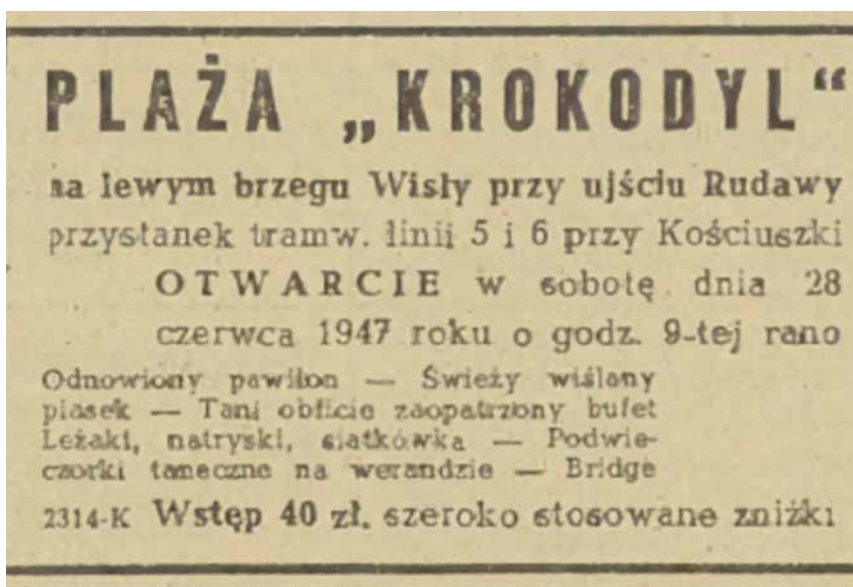 PLAŻA „KROKODYL“
na lewym brzegu Wisły przy ujściu Rudawy
przystanek tramw. linii 5 i 6 przy Kościuszki
OTWARCIE w sobotę dnia 28
czerwca 1947 roku o godz. 9-tej rano
Odnowiony pawilon — Świeży wiślany
piasek — Tani obficie zaopatrzony bufet
Leżaki, natryski, siatkówka — Podwie-
czorki taneczne na werandzie — Bridge
2314-K Wstęp 40 zł. szeroko stosowane zniżki